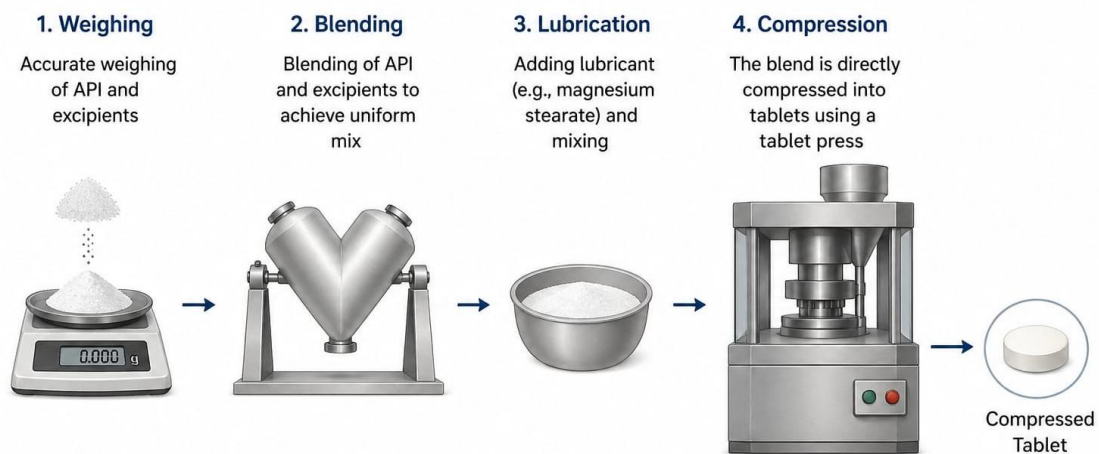 1. Weighing
Accurate weighing
of API and
excipients
2. Blending
Blending of API
and excipients to
achieve uniform
mix
3. Lubrication
Adding lubricant
(e.g., magnesium
stearate) and
mixing
4. Compression
The blend is directly
compressed into
tablets using a
tablet press
0.000 g
Compressed
Tablet